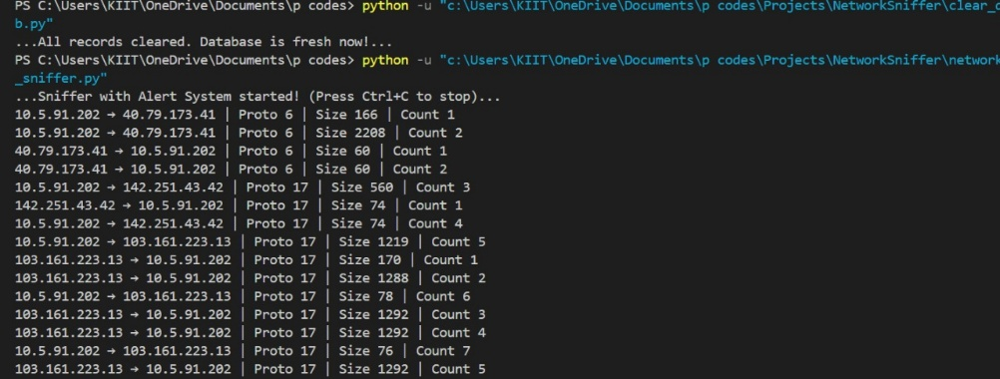 PS C:\Users\KIIT\OneDrive\Documents\p codes> python -u "c:\Users\KIIT\OneDrive\Documents\p codes\Projects\NetworkSniffer\clear_
b.py"
...All records cleared. Database is fresh now!...
PS C:\Users\KIIT\OneDrive\Documents\p codes> python -u "c:\Users\KIIT\OneDrive\Documents\p codes\Projects\NetworkSniffer\network
_sniffer.py"
...Sniffer with Alert System started! (Press Ctrl+C to stop)...
10.5.91.202 → 40.79.173.41 | Proto 6 | Size 166 | Count 1
10.5.91.202 → 40.79.173.41 | Proto 6 | Size 2208 | Count 2
40.79.173.41 → 10.5.91.202 | Proto 6 | Size 60 | Count 1
40.79.173.41 → 10.5.91.202 | Proto 6 | Size 60 | Count 2
10.5.91.202 → 142.251.43.42 | Proto 17 | Size 560 | Count 3
142.251.43.42 → 10.5.91.202 | Proto 17 | Size 74 | Count 1
10.5.91.202 → 142.251.43.42 | Proto 17 | Size 74 | Count 4
10.5.91.202 → 103.161.223.13 | Proto 17 | Size 1219 | Count 5
103.161.223.13 → 10.5.91.202 | Proto 17 | Size 170 | Count 1
103.161.223.13 → 10.5.91.202 | Proto 17 | Size 1288 | Count 2
10.5.91.202 → 103.161.223.13 | Proto 17 | Size 78 | Count 6
103.161.223.13 → 10.5.91.202 | Proto 17 | Size 1292 | Count 3
103.161.223.13 → 10.5.91.202 | Proto 17 | Size 1292 | Count 4
10.5.91.202 → 103.161.223.13 | Proto 17 | Size 76 | Count 7
103.161.223.13 → 10.5.91.202 | Proto 17 | Size 1292 | Count 5